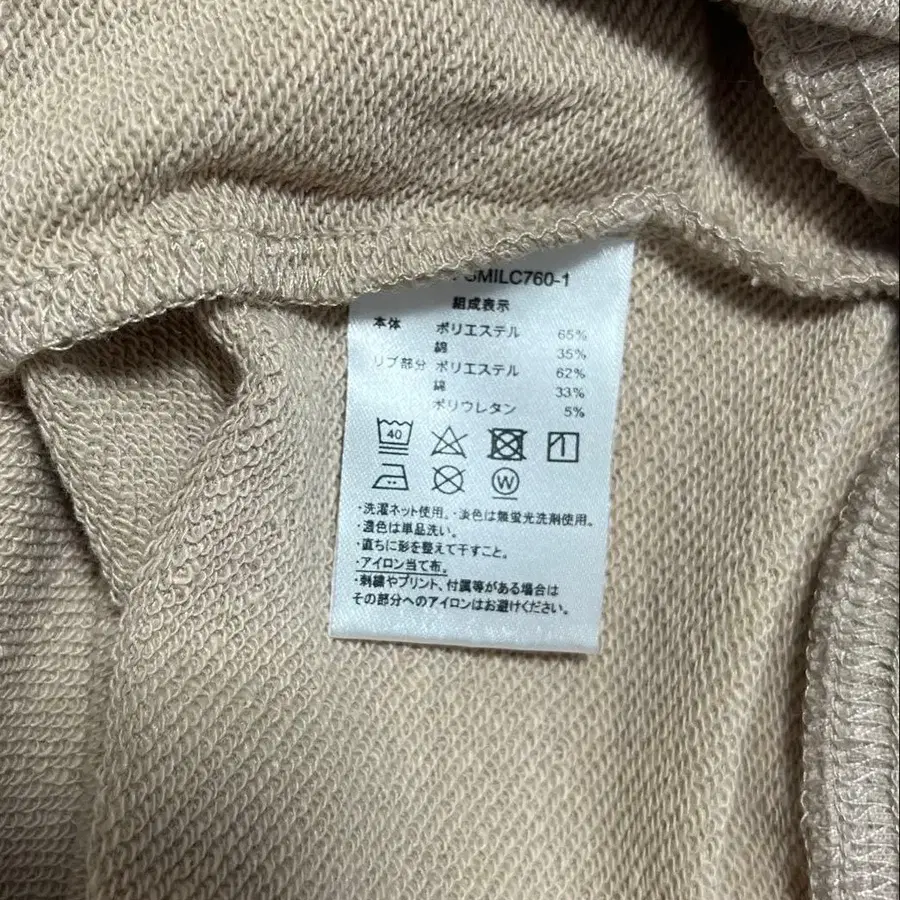 SMILC760-1
組成表示
本体 ポリエステル 65%
綿 35%
リブ部分 ポリエステル 62%
綿 33%
ポリウレタン 5%
40
W
・洗濯ネット使用。・淡色は無蛍光洗剤使用。
・濃色は単品洗い。
・直ちに形を整えて干すこと。
・アイロン当て布。
・刺繍やプリント、付属等がある場合は
その部分へのアイロンはお避けください。